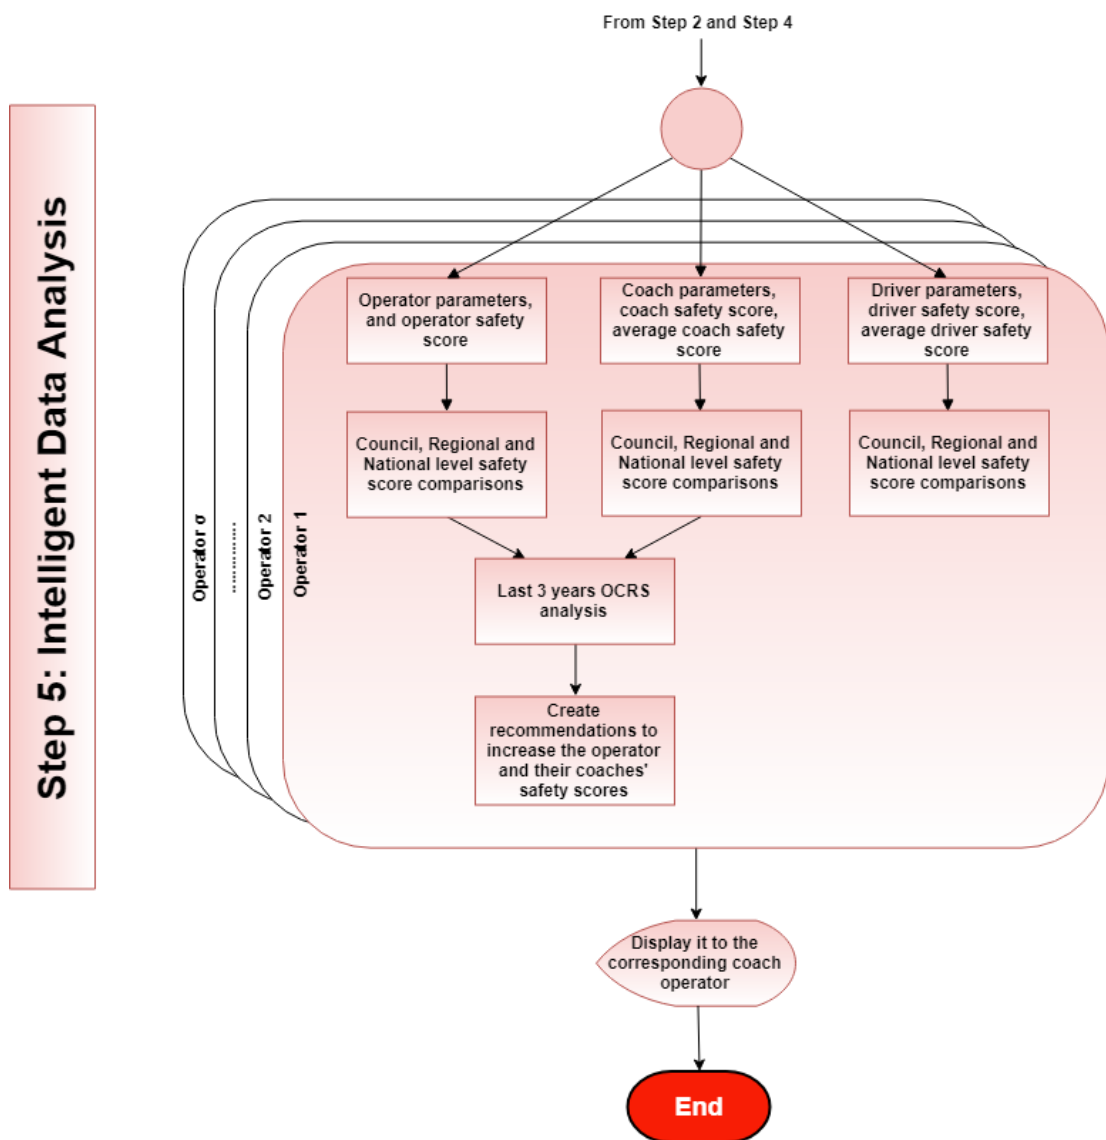 From Step 2 and Step 4
Step 5: Intelligent Data Analysis
Operator σ
............
Operator 2
Operator 1
Operator parameters,
and operator safety
score
Coach parameters,
coach safety score,
average coach safety
score
Driver parameters,
driver safety score,
average driver safety
score
Council, Regional and
National level safety
score comparisons
Council, Regional and
National level safety
score comparisons
Council, Regional and
National level safety
score comparisons
Last 3 years OCRS
analysis
Create
recommendations to
increase the operator
and their coaches'
safety scores
Display it to the
corresponding coach
operator
End